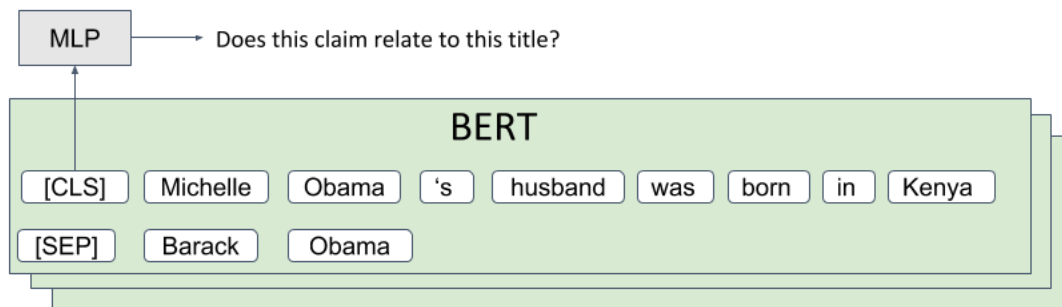 MLP
Does this claim relate to this title?
BERT
[CLS] Michelle Obama ‘s husband was born in Kenya
[SEP] Barack Obama